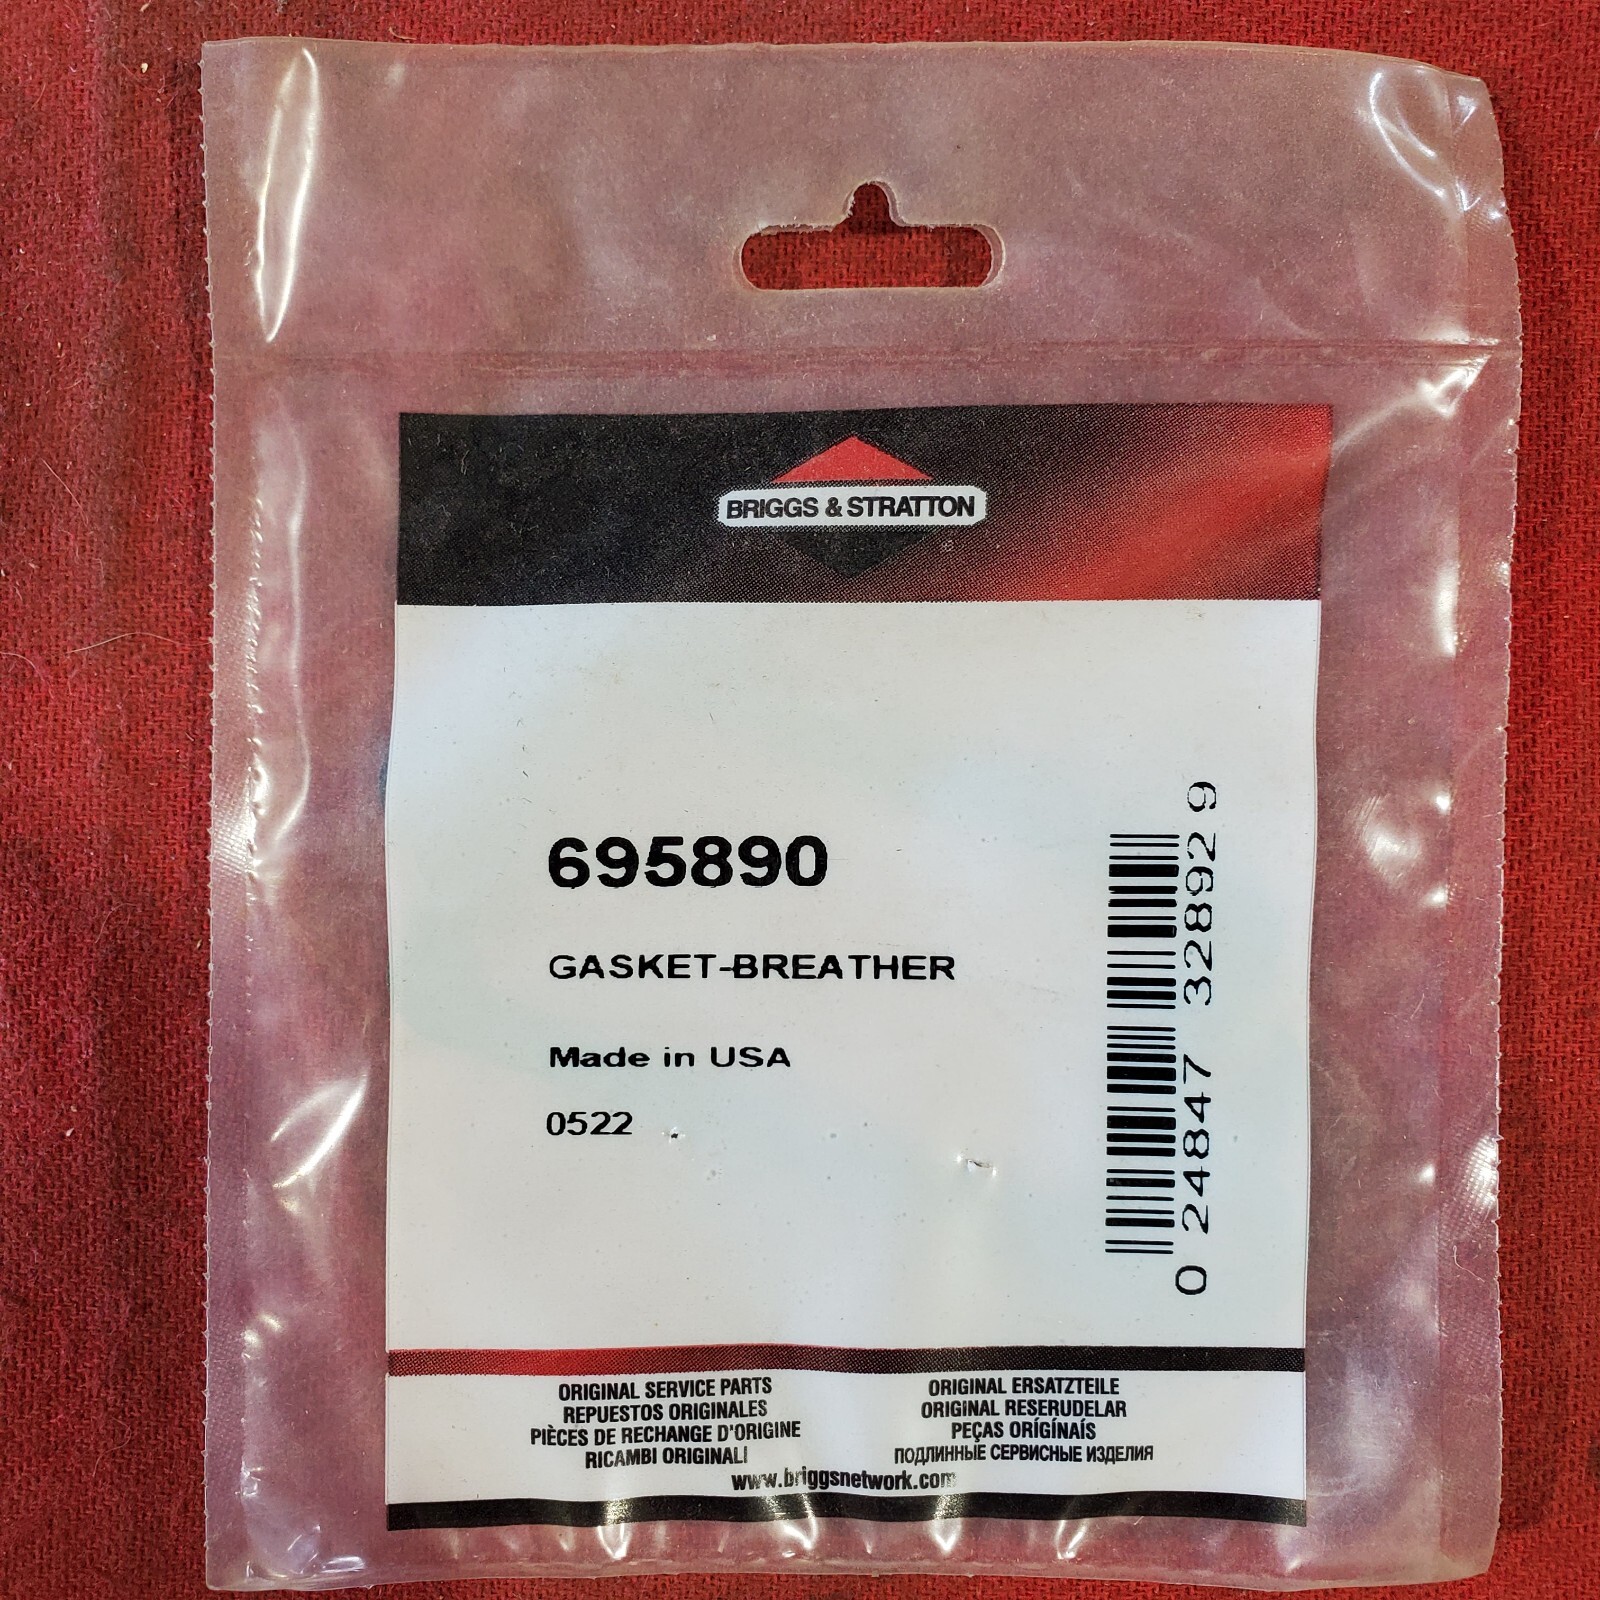 BRIGGS & STRATTON
®
695890
GASKET-BREATHER
Made in USA
0522
0 24847 32892 9
ORIGINAL SERVICE PARTS
REPUESTOS ORIGINALES
PIÈCES DE RECHANGE D'ORIGINE
RICAMBI ORIGINALI
ORIGINAL ERSATZTEILE
ORIGINAL RESERUDELAR
PEÇAS ORÍGÍNAÍS
ПОДЛИННЫЕ СЕРВИСНЫЕ ИЗДЕЛИЯ
www.briggsnetwork.com